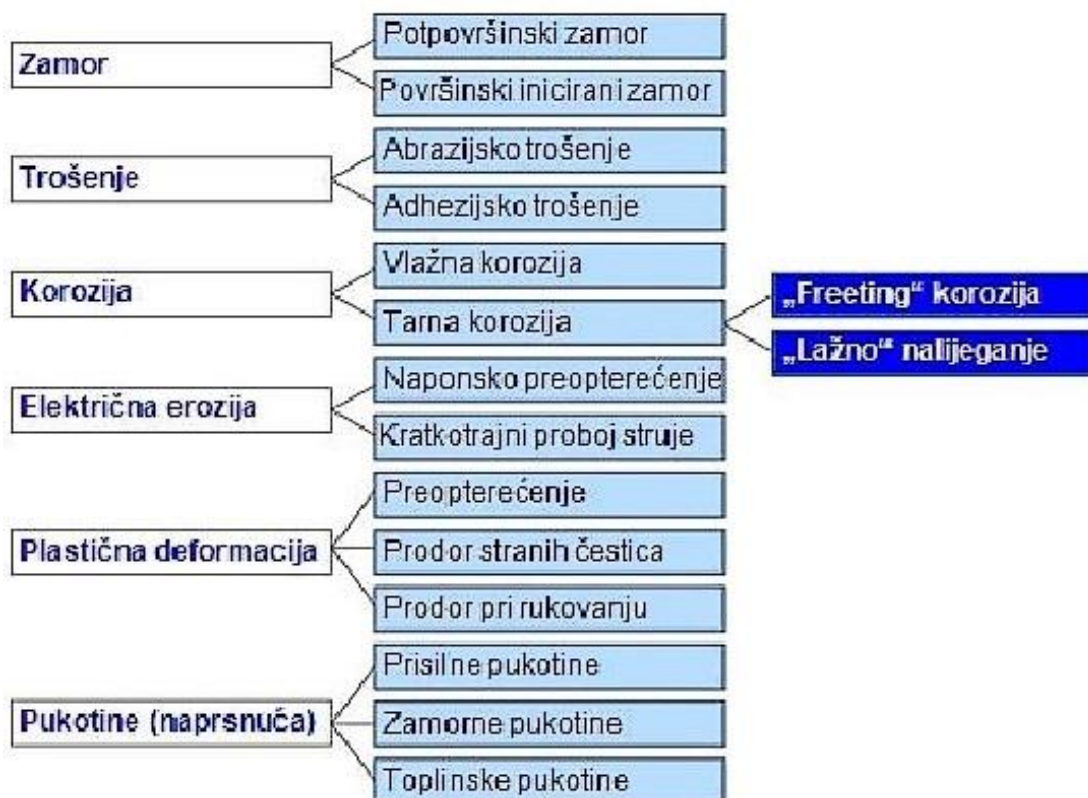 Zamor
Potpovršinski zamor
Površinski inicirani zamor
Trošenje
Abrazijsko trošenje
Adhezijsko trošenje
Korozija
Vlažna korozija
Tarna korozija
„Freeting“ korozija
„Lažno“ nalijeganje
Električna erozija
Naponsko preopterećenje
Kratkotrajni proboj struje
Plastična deformacija
Preopterećenje
Prodor stranih čestica
Prodor pri rukovanju
Pukotine (naprsnuća)
Prisilne pukotine
Zamorne pukotine
Toplinske pukotine